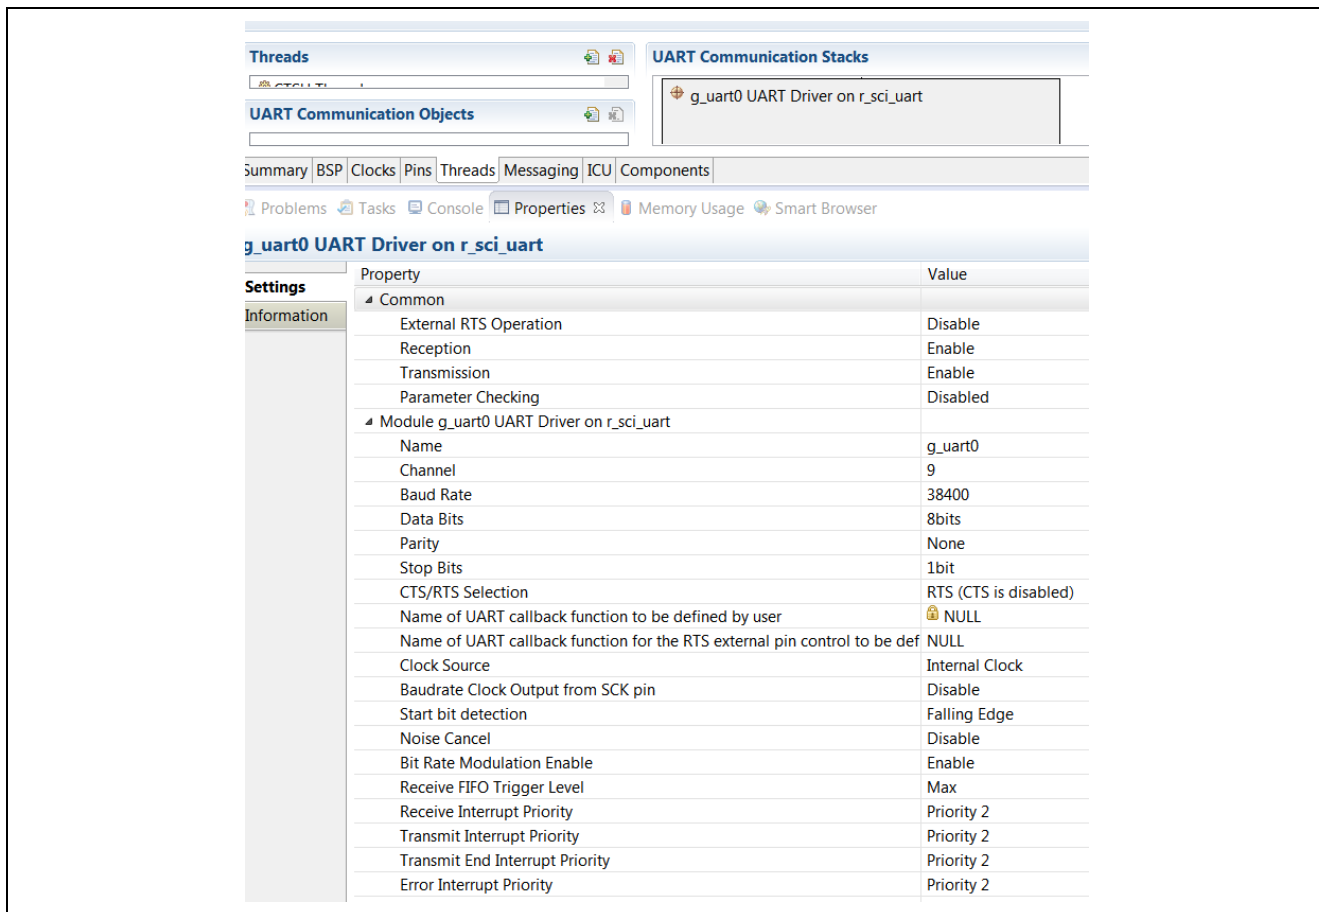 Threads
UART Communication Stacks
g_uart0 UART Driver on r_sci_uart
UART Communication Objects
Summary BSP Clocks Pins Threads Messaging ICU Components
Problems Tasks Console Properties Memory Usage Smart Browser
g_uart0 UART Driver on r_sci_uart
Settings
Information
Property Value
Common
External RTS Operation Disable
Reception Enable
Transmission Enable
Parameter Checking Disabled
Module g_uart0 UART Driver on r_sci_uart
Name g_uart0
Channel 9
Baud Rate 38400
Data Bits 8bits
Parity None
Stop Bits 1bit
CTS/RTS Selection RTS (CTS is disabled)
Name of UART callback function to be defined by user NULL
Name of UART callback function for the RTS external pin control to be def NULL
Clock Source Internal Clock
Baudrate Clock Output from SCK pin Disable
Start bit detection Falling Edge
Noise Cancel Disable
Bit Rate Modulation Enable Enable
Receive FIFO Trigger Level Max
Receive Interrupt Priority Priority 2
Transmit Interrupt Priority Priority 2
Transmit End Interrupt Priority Priority 2
Error Interrupt Priority Priority 2